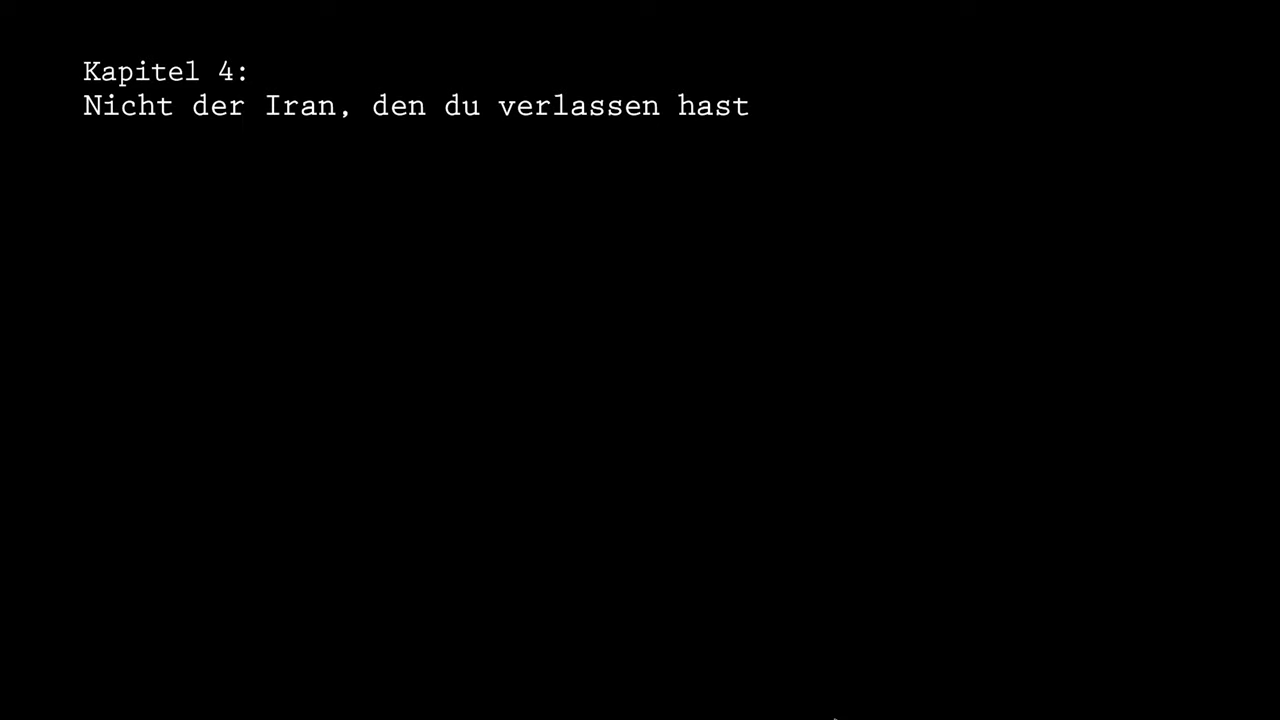 Kapitel 4:
Nicht der Iran, den du verlassen hast